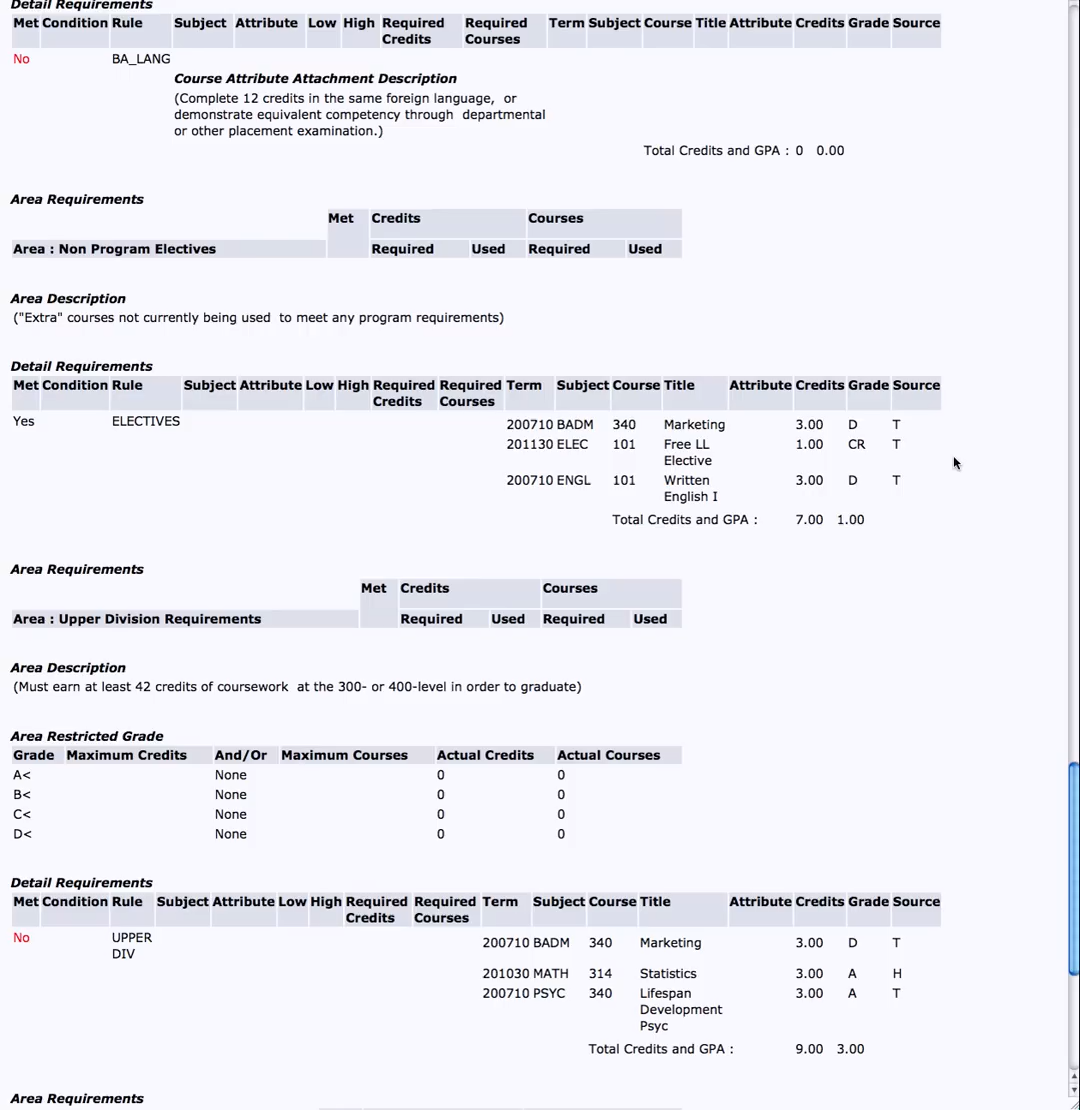 Detail Requirements
Met Condition Rule Subject Attribute Low High Required Credits Required Courses Term Subject Course Title Attribute Credits Grade Source
No BA_LANG
Course Attribute Attachment Description
(Complete 12 credits in the same foreign language, or
demonstrate equivalent competency through departmental
or other placement examination.)
Total Credits and GPA : 0 0.00
Area Requirements
Met Credits Courses
Area : Non Program Electives Required Used Required Used
Area Description
("Extra" courses not currently being used to meet any program requirements)
Detail Requirements
Met Condition Rule Subject Attribute Low High Required Credits Required Courses Term Subject Course Title Attribute Credits Grade Source
Yes ELECTIVES
200710 BADM 340 Marketing 3.00 D T
201130 ELEC 101 Free LL Elective 1.00 CR T
200710 ENGL 101 Written English I 3.00 D T
Total Credits and GPA : 7.00 1.00
Area Requirements
Met Credits Courses
Area : Upper Division Requirements Required Used Required Used
Area Description
(Must earn at least 42 credits of coursework at the 300- or 400-level in order to graduate)
Area Restricted Grade
Grade Maximum Credits And/Or Maximum Courses Actual Credits Actual Courses
A< None 0 0
B< None 0 0
C< None 0 0
D< None 0 0
Detail Requirements
Met Condition Rule Subject Attribute Low High Required Credits Required Courses Term Subject Course Title Attribute Credits Grade Source
No UPPER DIV
200710 BADM 340 Marketing 3.00 D T
201030 MATH 314 Statistics 3.00 A H
200710 PSYC 340 Lifespan Development Psyc 3.00 A T
Total Credits and GPA : 9.00 3.00
Area Requirements